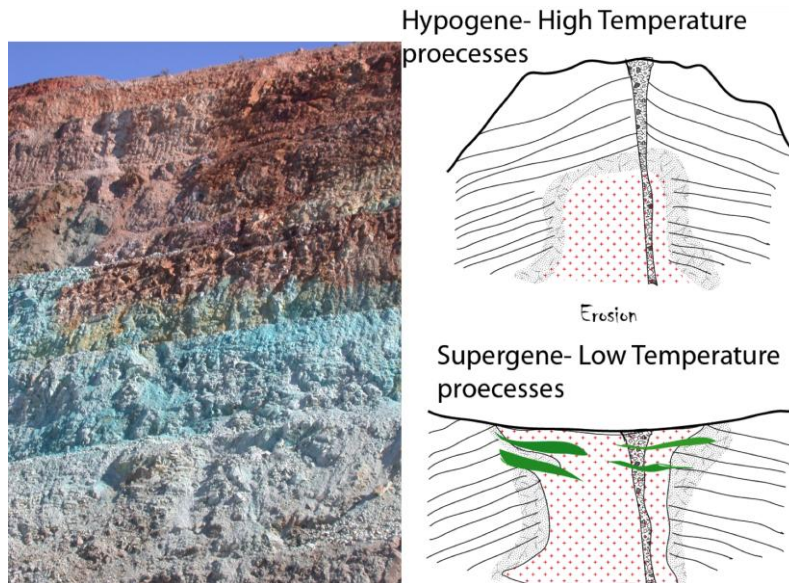 Hypogene- High Temperature
proecesses
Erosion
Supergene- Low Temperature
proecesses